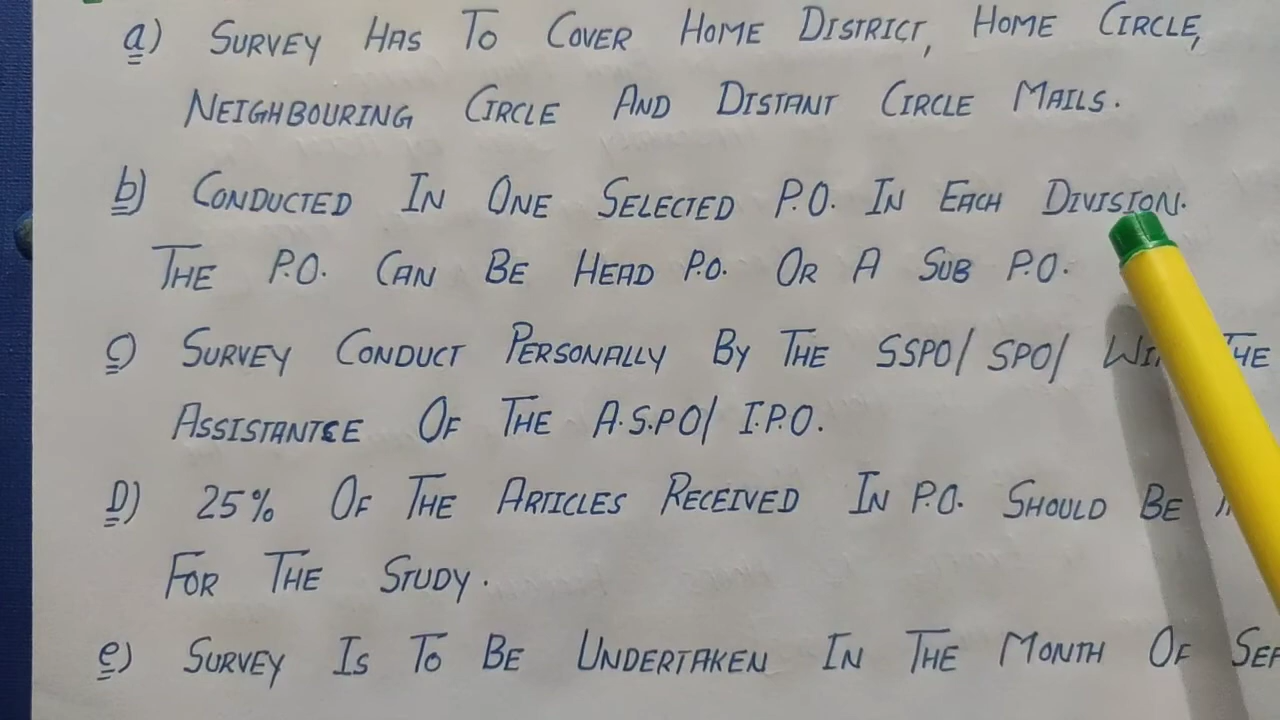 a) SURVEY HAS TO COVER HOME DISTRICT, HOME CIRCLE,
NEIGHBOURING CIRCLE AND DISTANT CIRCLE MAILS.
b) CONDUCTED IN ONE SELECTED P.O. IN EACH DIVISION.
THE P.O. CAN BE HEAD P.O. OR A SUB P.O.
c) SURVEY CONDUCT PERSONALLY BY THE SSPO/ SPO/ THE
ASSISTANTCE OF THE A.S.PO/ I.P.O.
D) 25% OF THE ARTICLES RECEIVED IN P.O. SHOULD BE
FOR THE STUDY.
e) SURVEY IS TO BE UNDERTAKEN IN THE MONTH OF SEP